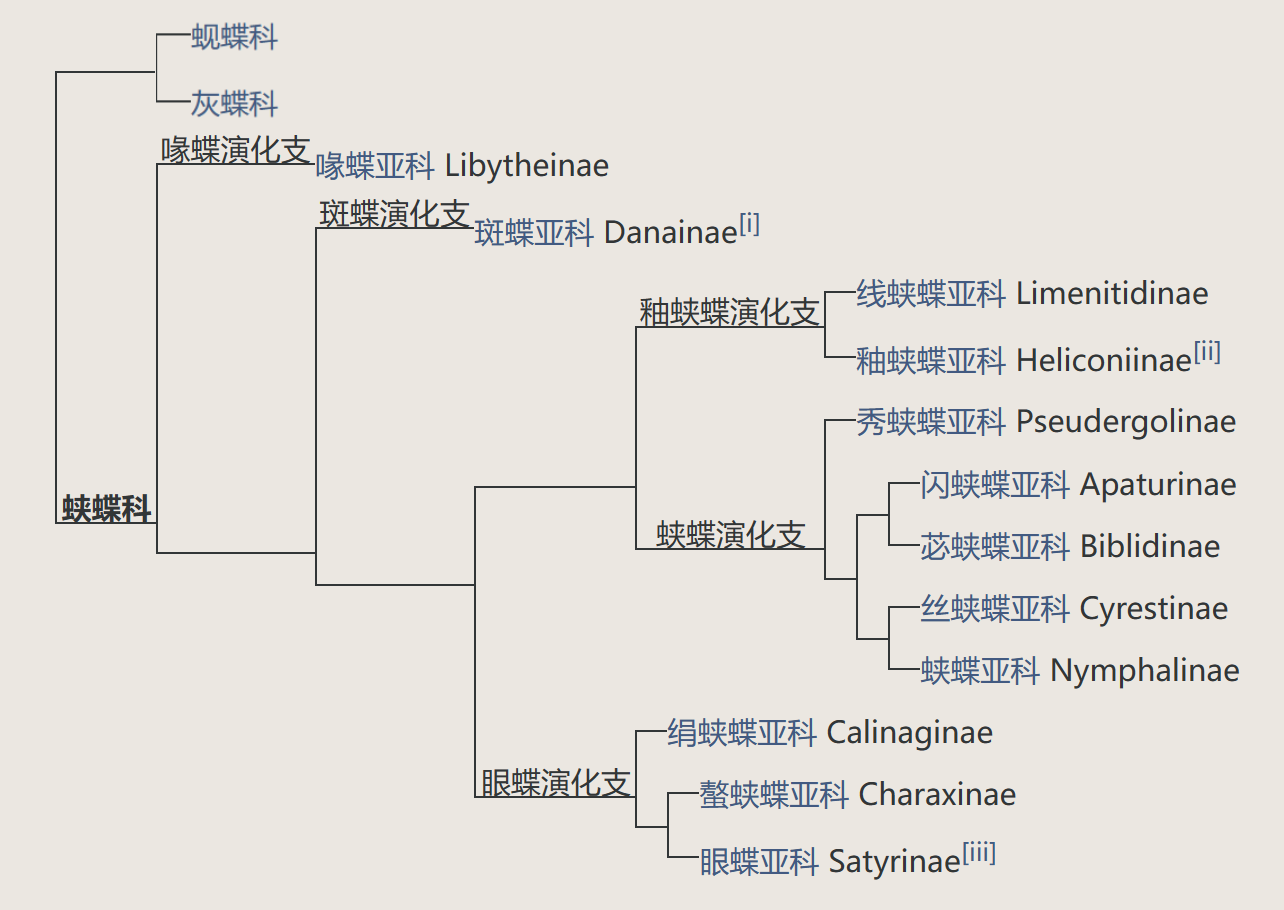 蚬蝶科
灰蝶科
喙蝶演化支
喙蝶亚科 Libytheinae
斑蝶演化支
斑蝶亚科 Danainae[i]
线蛱蝶亚科 Limenitidinae
釉蛱蝶演化支
釉蛱蝶亚科 Heliconiinae[ii]
秀蛱蝶亚科 Pseudergolinae
闪蛱蝶亚科 Apaturinae
蛱蝶科
蛱蝶演化支
苾蛱蝶亚科 Biblidinae
丝蛱蝶亚科 Cyrestinae
蛱蝶亚科 Nymphalinae
绢蛱蝶亚科 Calinaginae
眼蝶演化支
螯蛱蝶亚科 Charaxinae
眼蝶亚科 Satyrinae[iii]